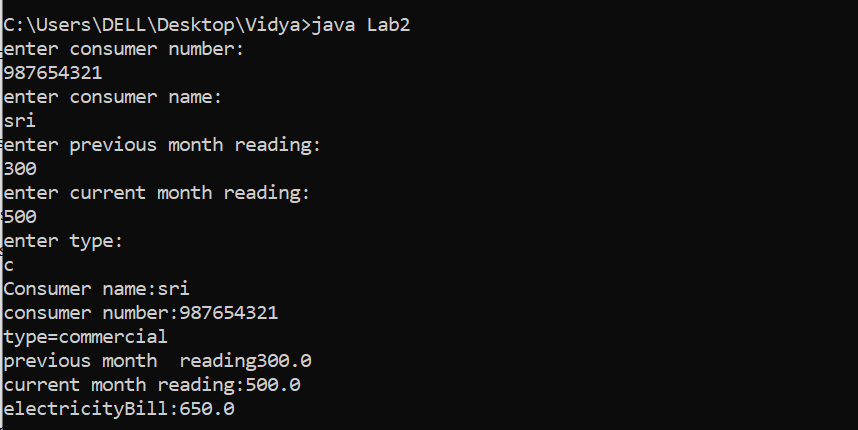 C:\Users\DELL\Desktop\Vidya>java Lab2
enter consumer number:
987654321
enter consumer name:
sri
enter previous month reading:
300
enter current month reading:
500
enter type:
c
Consumer name:sri
consumer number:987654321
type=commercial
previous month  reading300.0
current month reading:500.0
electricityBill:650.0